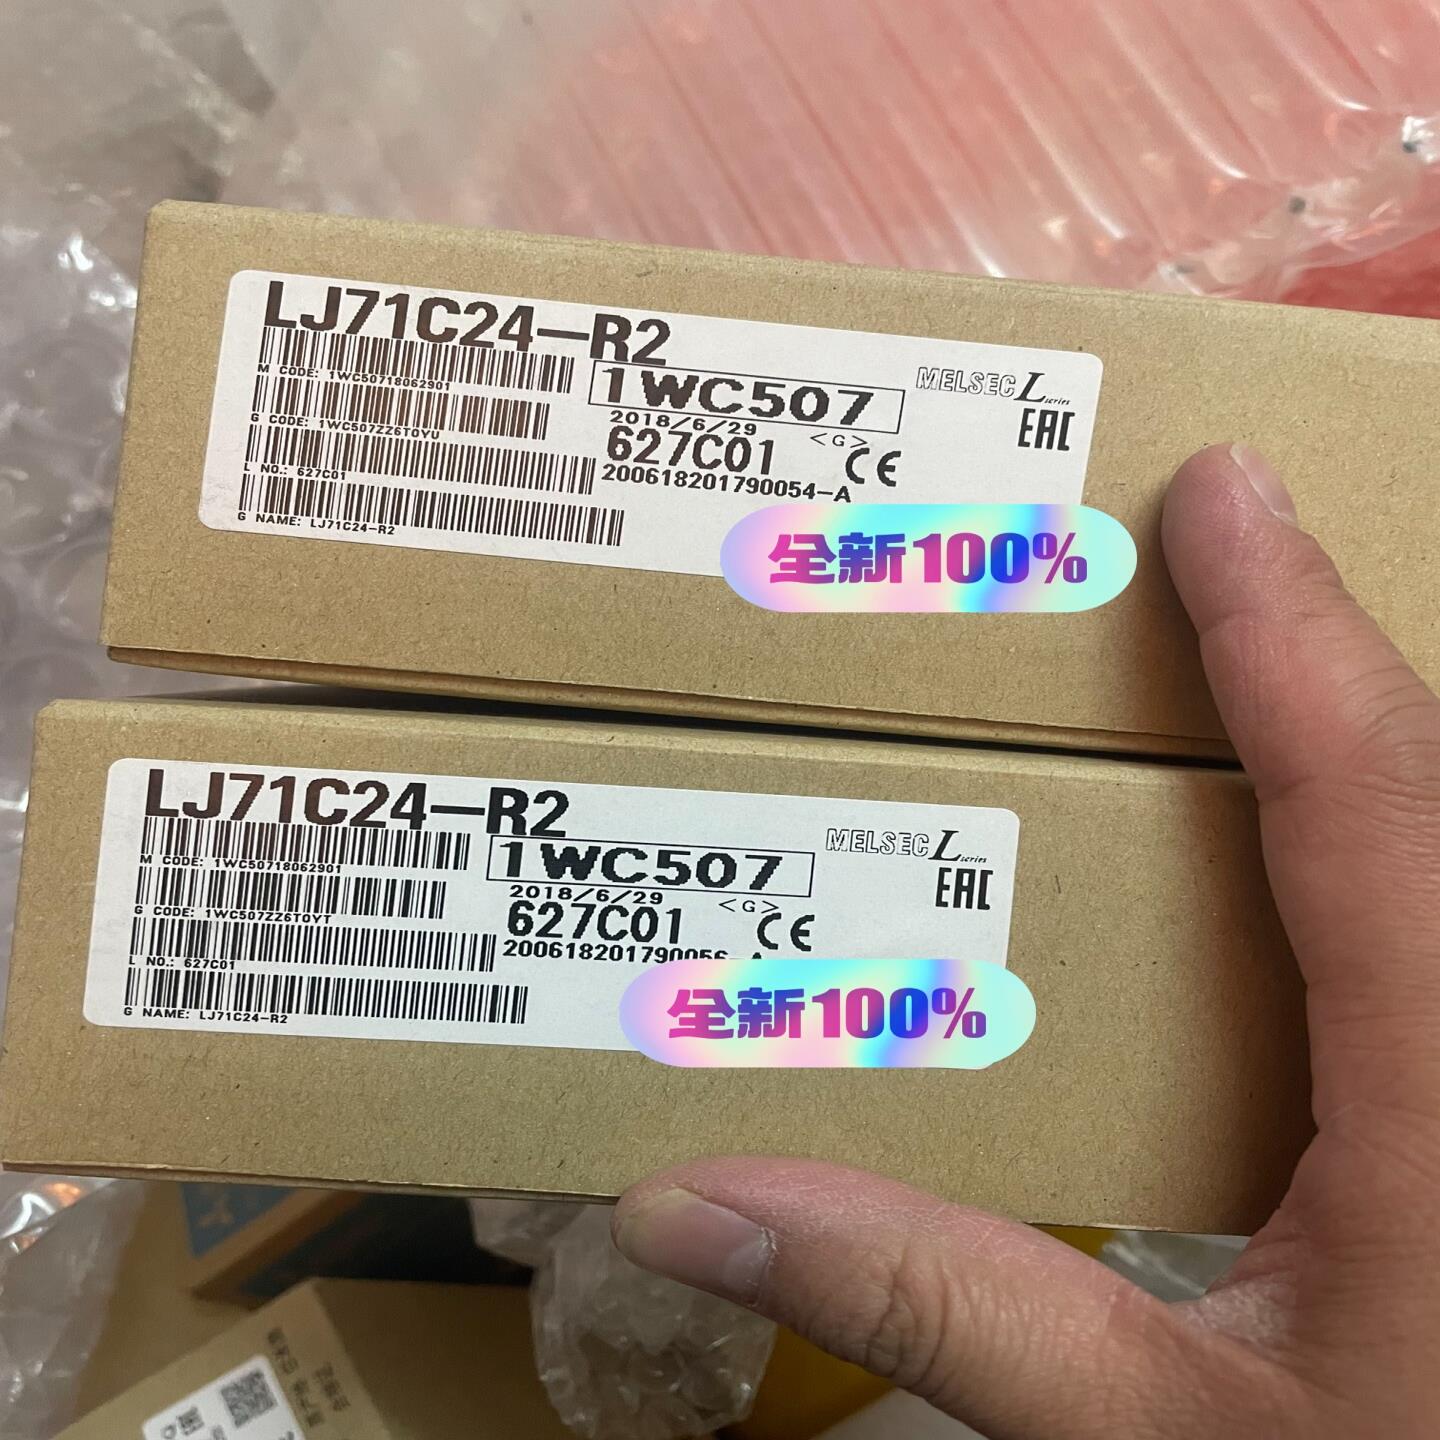 LJ71C24-R2
M CODE: 1WC50718062901
G CODE: 1WC507ZZ6T0YU
L NO.: 627C01
G NAME: LJ71C24-R2
1WC507
2018/6/29
<G>
627C01
CE
200618201790054-A
MELSEC L series
EAC
全新100%
LJ71C24-R2
M CODE: 1WC50718062901
G CODE: 1WC507ZZ6T0YT
L NO.: 627C01
G NAME: LJ71C24-R2
1WC507
2018/6/29
<G>
627C01
CE
200618201790056-A
MELSEC L series
EAC
全新100%